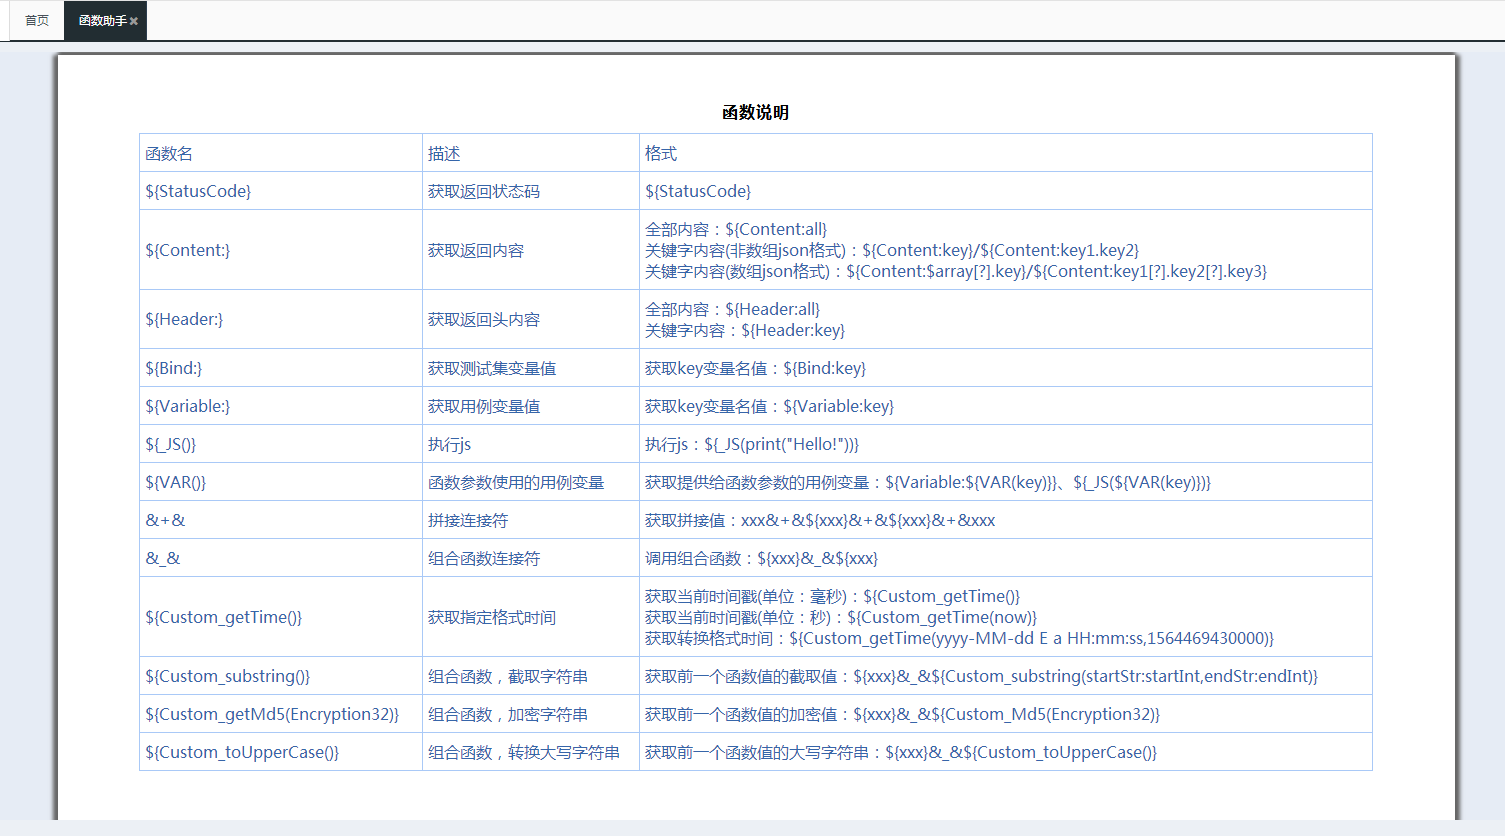 首页 函数助手
函数说明
函数名 描述 格式
${StatusCode} 获取返回状态码 ${StatusCode}
${Content:} 获取返回内容 全部内容：${Content:all}
关键字内容(非数组json格式)：${Content:key}/${Content:key1.key2}
关键字内容(数组json格式)：${Content:$array[?].key}/${Content:key1[?].key2[?].key3}
${Header:} 获取返回头内容 全部内容：${Header:all}
关键字内容：${Header:key}
${Bind:} 获取测试集变量值 获取key变量名值：${Bind:key}
${Variable:} 获取用例变量值 获取key变量名值：${Variable:key}
${_JS()} 执行js 执行js：${_JS(print("Hello!"))}
${VAR()} 函数参数使用的用例变量 获取提供给函数参数的用例变量：${Variable:${VAR(key)}}、${_JS(${VAR(key)})}
&+& 拼接连接符 获取拼接值：xxx&+&${xxx}&+&${xxx}&+&xxx
&_& 组合函数连接符 调用组合函数：${xxx}&_&${xxx}
${Custom_getTime()} 获取指定格式时间 获取当前时间戳(单位：毫秒)：${Custom_getTime()}
获取当前时间戳(单位：秒)：${Custom_getTime(now)}
获取转换格式时间：${Custom_getTime(yyyy-MM-dd E a HH:mm:ss,1564469430000)}
${Custom_substring()} 组合函数，截取字符串 获取前一个函数值的截取值：${xxx}&_&${Custom_substring(startStr:startInt,endStr:endInt)}
${Custom_getMd5(Encryption32)} 组合函数，加密字符串 获取前一个函数值的加密值：${xxx}&_&${Custom_Md5(Encryption32)}
${Custom_toUpperCase()} 组合函数，转换大写字符串 获取前一个函数值的大写字符串：${xxx}&_&${Custom_toUpperCase()}